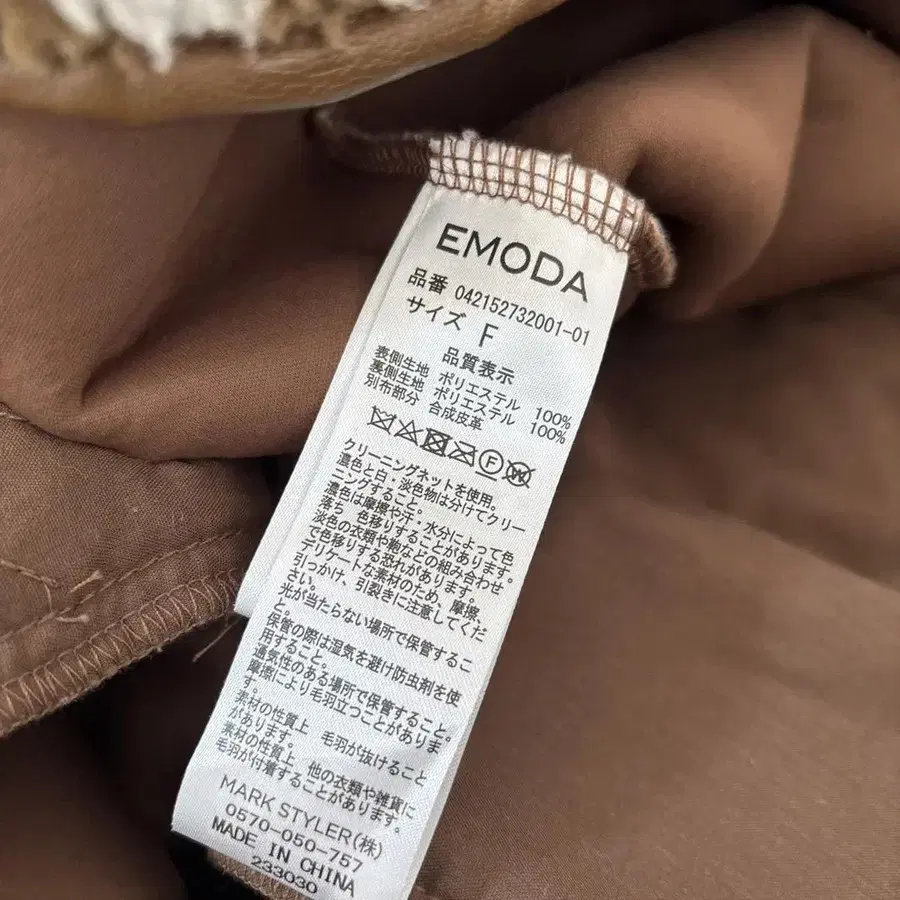 EMODA
品番 042152732001-01
サイズ F
品質表示
表側生地 ポリエステル 100%
裏側生地 ポリエステル 100%
別布部分 合成皮革
F W
クリーニングネットを使用。
濃色と白・淡色物は分けてクリー
ニングすること。
濃色は摩擦や汗・水分によって色
落ち 色移りすることがあります。
淡色の衣類や鞄などの組み合わせ
で色移りする恐れがあります。
デリケートな素材のため、摩擦、
引っかけ、引裂きに注意してくだ
さい。
光が当たらない場所で保管するこ
と。
保管の際は湿気を避け防虫剤を使
用すること。
通気性のある場所で保管すること。
摩擦により毛羽立つことがありま
す。
素材の性質上 毛羽が抜けること
があります。
素材の性質上 他の衣類や雑貨に
毛羽が付着することがあります。
MARK STYLER(株)
0570-050-757
MADE IN CHINA
233030